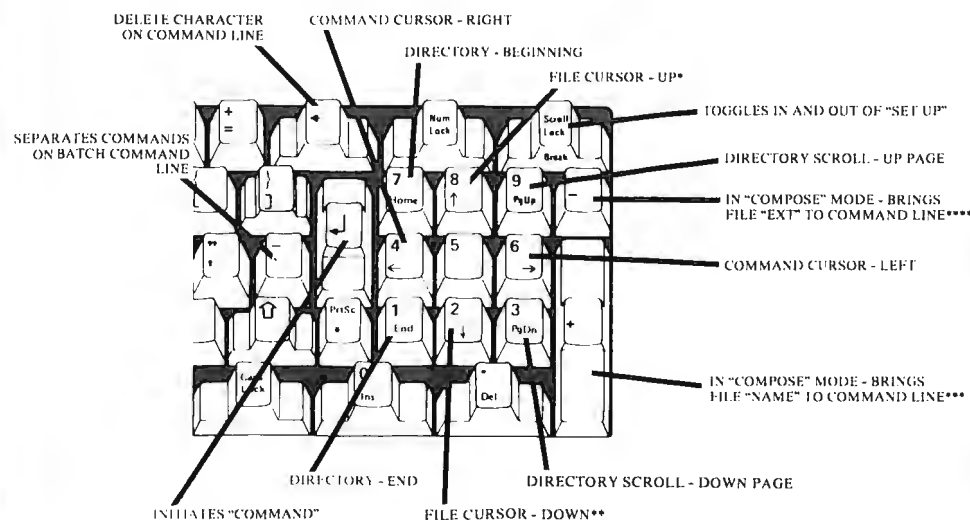 DELETE CHARACTER
ON COMMAND LINE
COMMAND CURSOR - RIGHT
DIRECTORY - BEGINNING
FILE CURSOR - UP*
TOGGLES IN AND OUT OF "SET UP"
SEPARATES COMMANDS
ON BATCH COMMAND
LINE
DIRECTORY SCROLL - UP PAGE
IN "COMPOSE" MODE - BRINGS
FILE "EXT" TO COMMAND LINE****
COMMAND CURSOR - LEFT
IN "COMPOSE" MODE - BRINGS
FILE "NAME" TO COMMAND LINE***
DIRECTORY - END
DIRECTORY SCROLL - DOWN PAGE
INITIATES "COMMAND"
FILE CURSOR - DOWN**
+
=
←
Num
Lock
Scroll
Lock
Break
}
]
7
Home
8
↑
9
PgUp
-
"
'
4
←
5
6
→
⇧
PrtSc
*
1
End
2
↓
3
PgDn
+
Lock
0
Ins
.
Del